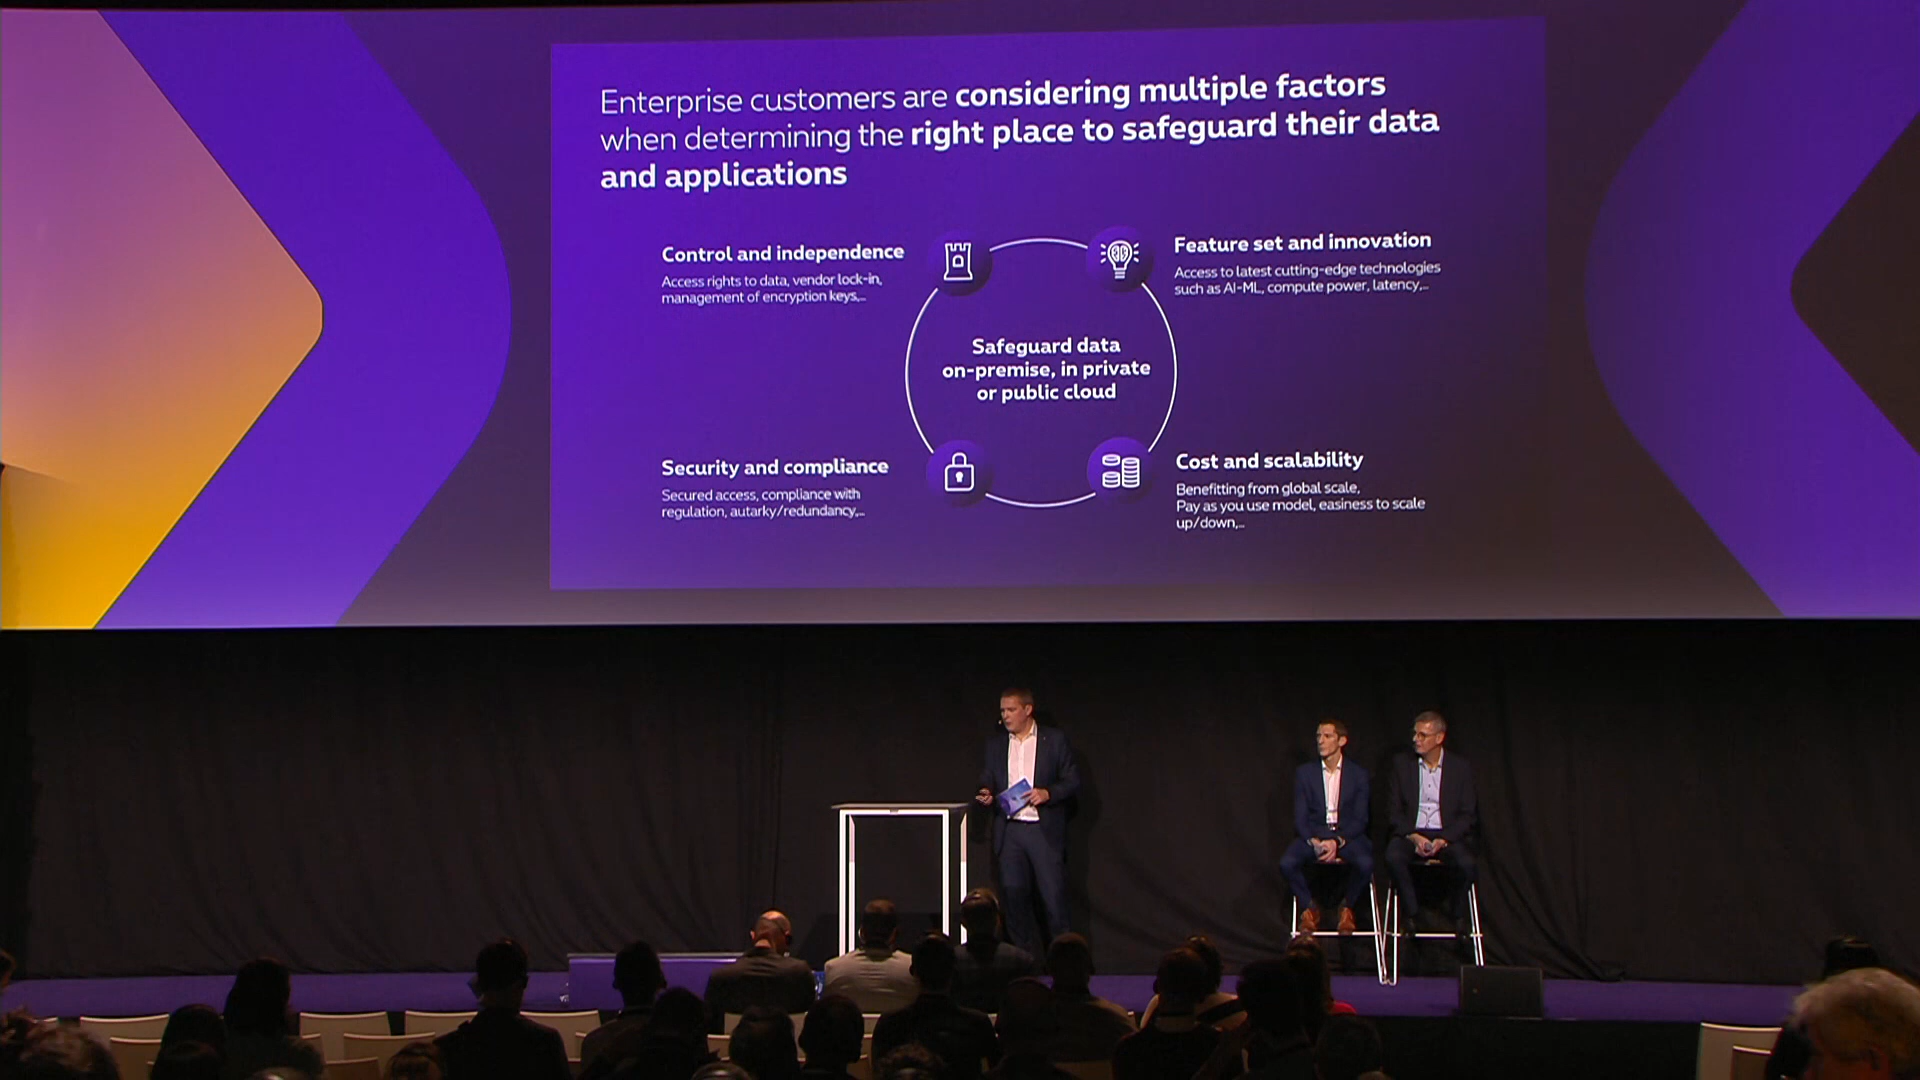 Enterprise customers are considering multiple factors
when determining the right place to safeguard their data
and applications
Control and independence
Access rights to data, vendor lock-in,
management of encryption keys,...
Feature set and innovation
Access to latest cutting-edge technologies
such as AI-ML, compute power, latency,...
Safeguard data
on-premise, in private
or public cloud
Security and compliance
Secured access, compliance with
regulation, autarky/redundancy,...
Cost and scalability
Benefitting from global scale,
Pay as you use model, easiness to scale
up/down,...